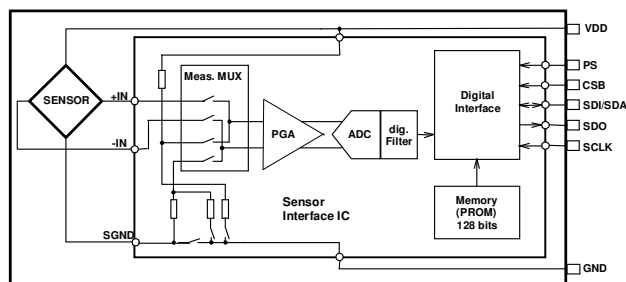 VDD
Meas. MUX
SENSOR
+IN
-IN
PGA
ADC
dig.
Filter
Digital
Interface
PS
CSB
SDI/SDA
SDO
SCLK
Memory
(PROM)
128 bits
Sensor
Interface IC
SGND
GND